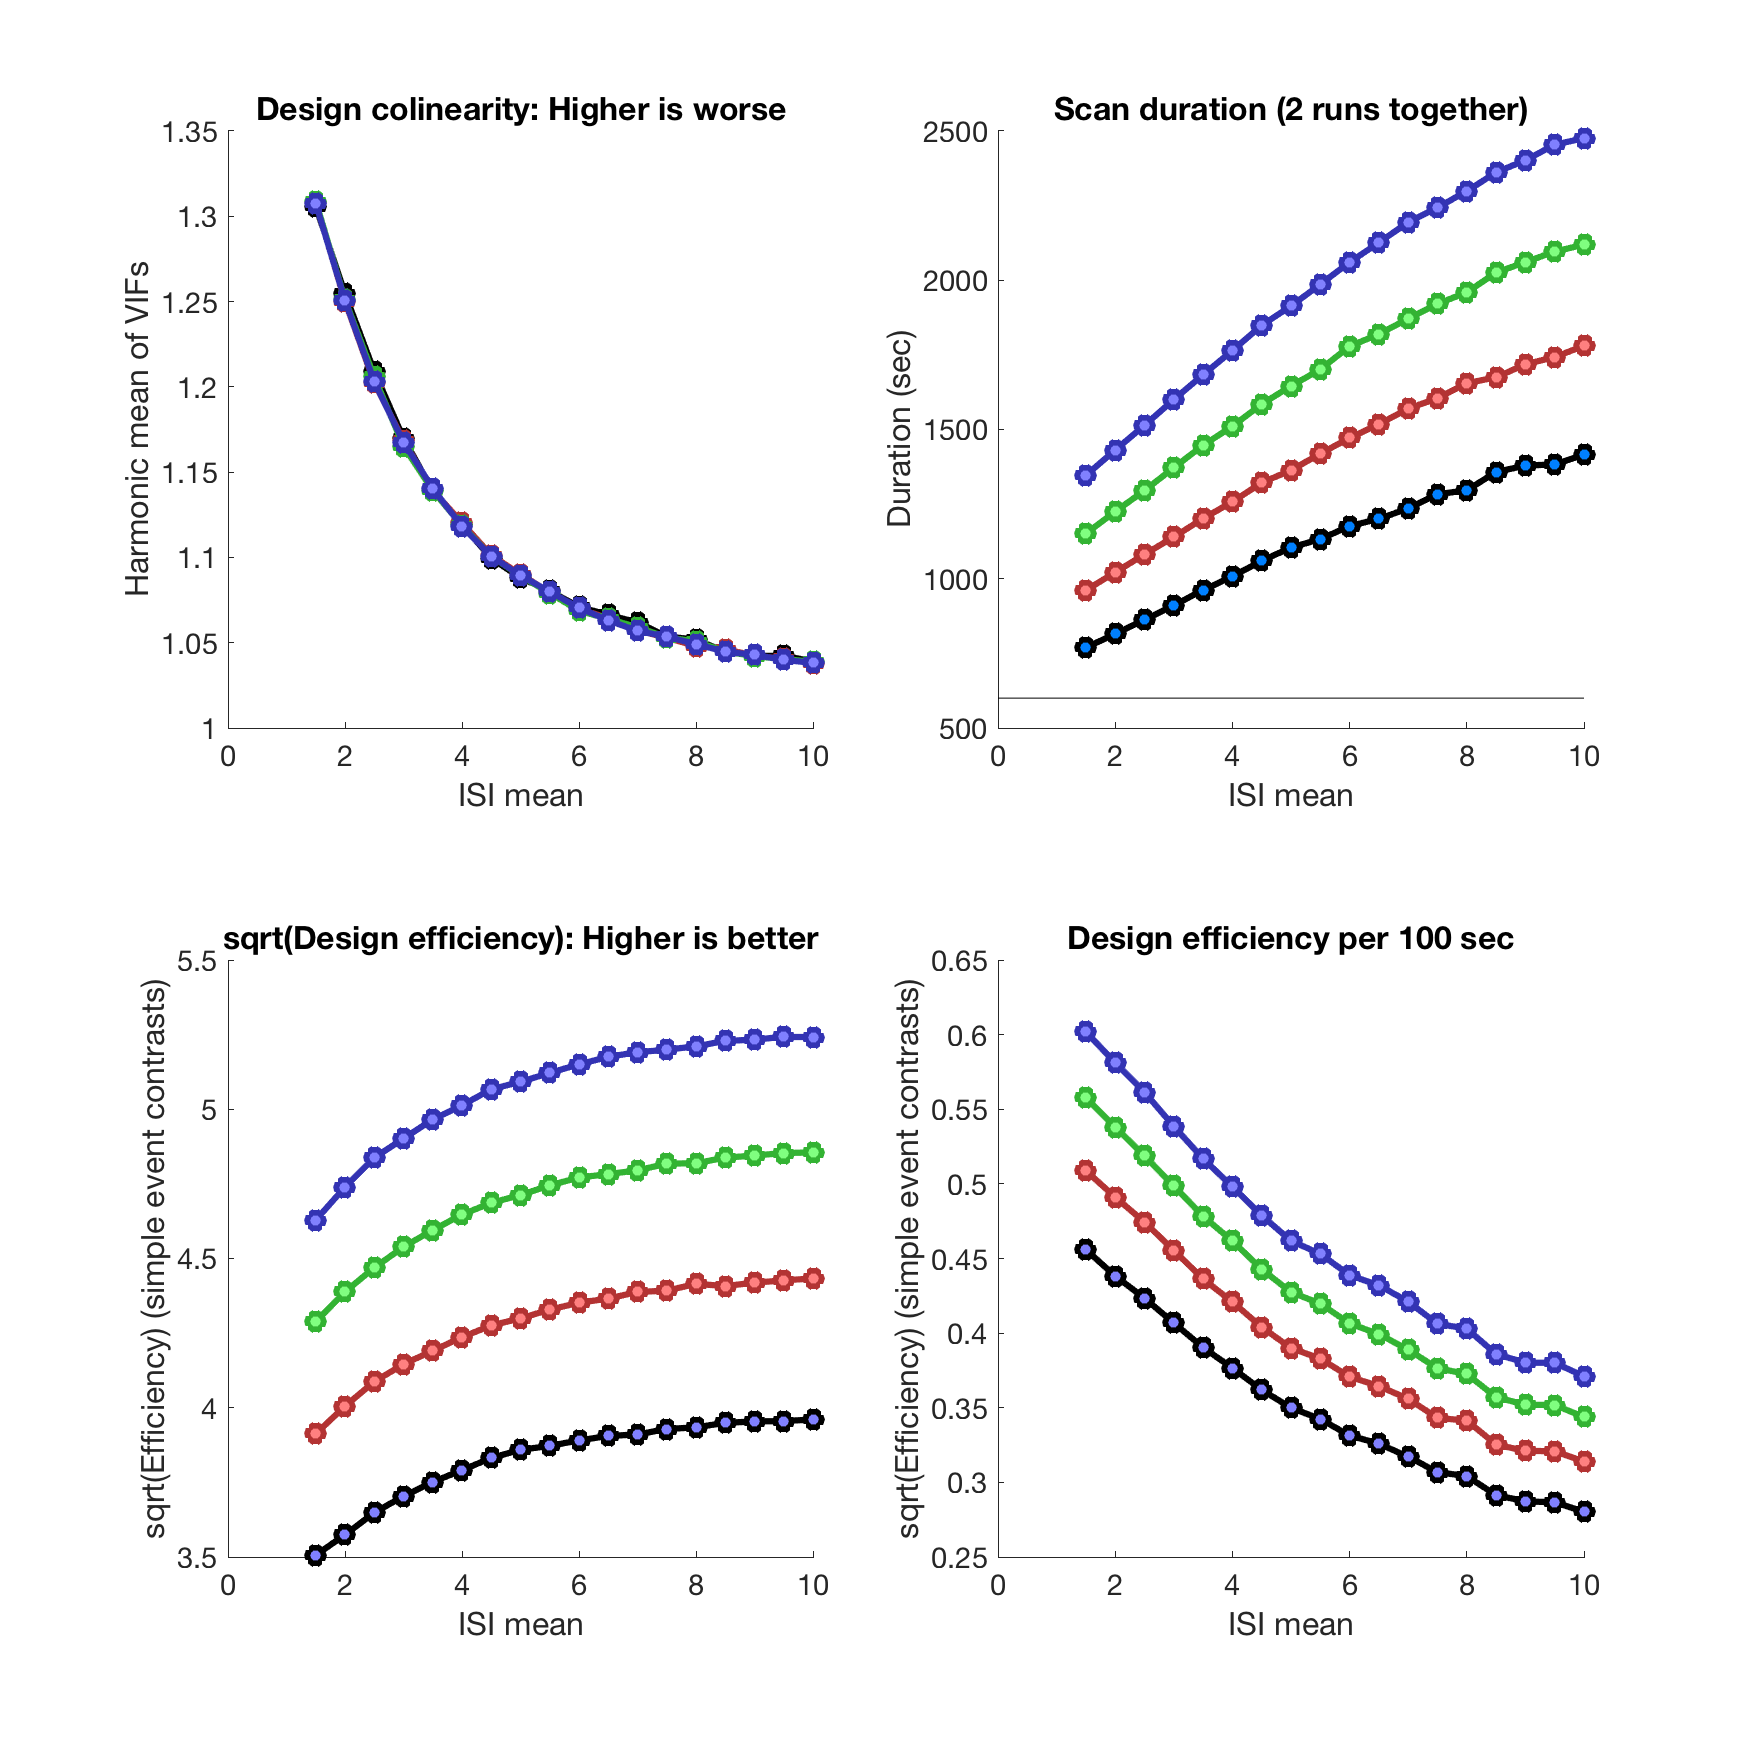 Design colinearity: Higher is worse
1.35
1.3
1.25
1.2
1.15
1.1
1.05
1
Harmonic mean of VIFs
0 2 4 6 8 10
ISI mean
Scan duration (2 runs together)
2500
2000
1500
1000
500
Duration (sec)
0 2 4 6 8 10
ISI mean
sqrt(Design efficiency): Higher is better
5.5
5
4.5
4
3.5
sqrt(Efficiency) (simple event contrasts)
0 2 4 6 8 10
ISI mean
Design efficiency per 100 sec
0.65
0.6
0.55
0.5
0.45
0.4
0.35
0.3
0.25
sqrt(Efficiency) (simple event contrasts)
0 2 4 6 8 10
ISI mean